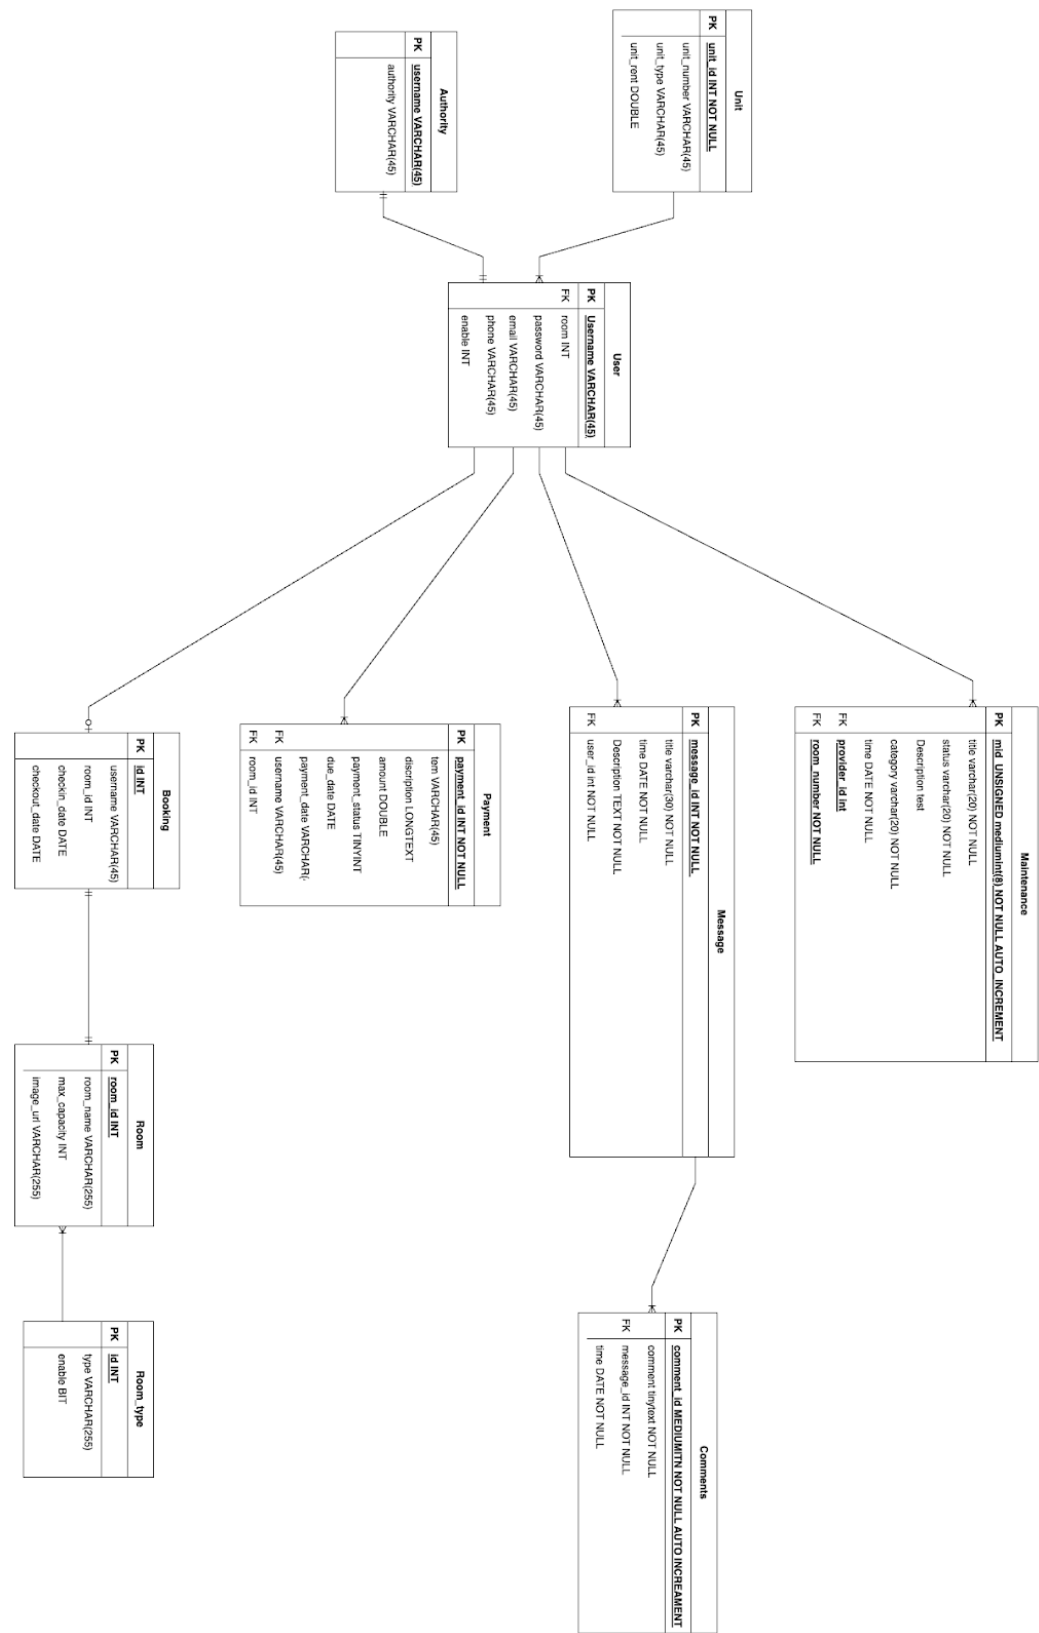 Unit
PK unit_id INT NOT NULL
unit_number VARCHAR(45)
unit_type VARCHAR(45)
unit_rent DOUBLE
Authority
PK username VARCHAR(45)
authority VARCHAR(45)
User
PK Username VARCHAR(45)
FK room INT
password VARCHAR(45)
email VARCHAR(45)
phone VARCHAR(45)
enable INT
Maintenance
PK mid UNSIGNED mediumint(8) NOT NULL AUTO_INCREMENT
title varchar(20) NOT NULL
status varchar(20) NOT NULL
Description test
category varchar(20) NOT NULL
time DATE NOT NULL
FK provider_id int
FK room_number NOT NULL
Message
PK message_id INT NOT NULL
title varchar(30) NOT NULL
time DATE NOT NULL
Description TEXT NOT NULL
FK user_id int NOT NULL
Payment
PK payment_id INT NOT NULL
tem VARCHAR(45)
discription LONGTEXT
amount DOUBLE
payment_status TINYINT
due_date DATE
payment_date VARCHAR(-
FK username VARCHAR(45)
FK room_id INT
Booking
PK id INT
username VARCHAR(45)
room_id INT
checkin_date DATE
checkout_date DATE
Room
PK room_id INT
room_name VARCHAR(255)
max_capacity INT
image_url VARCHAR(255)
Comments
PK comment_id MEDIUMITN NOT NULL AUTO INCREAMENT
comment tinytext NOT NULL
FK message_id INT NOT NULL
time DATE NOT NULL
Room_type
PK id INT
type VARCHAR(255)
enable BIT